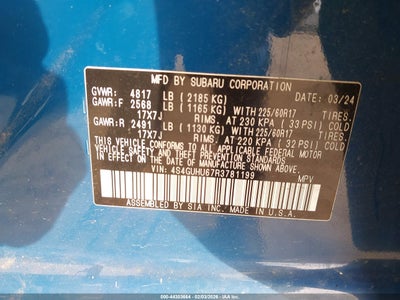 MFD BY SUBARU CORPORATION 03/24
GVWR: 4817 LB ( 2185 KG)
GAWR:F 2568 LB ( 1165 KG) WITH 225/60R17 TIRES.
17X7J RIMS, AT 230 KPA ( 33 PSI) COLD
GAWR:R 2491 LB ( 1130 KG) WITH 225/60R17 TIRES.
17X7J RIMS, AT 220 KPA ( 32 PSI) COLD
THIS VEHICLE CONFORMS TO ALL APPLICABLE FEDERAL MOTOR
VEHICLE SAFETY AND THEFT PREVENTION STANDARDS IN EFFECT
ON THE DATE OF MANUFACTURE SHOWN ABOVE.
VIN: 4S4GUHU67R3781199 MPV
ASSEMBLED BY SIA, INC. MADE IN U.S.A.